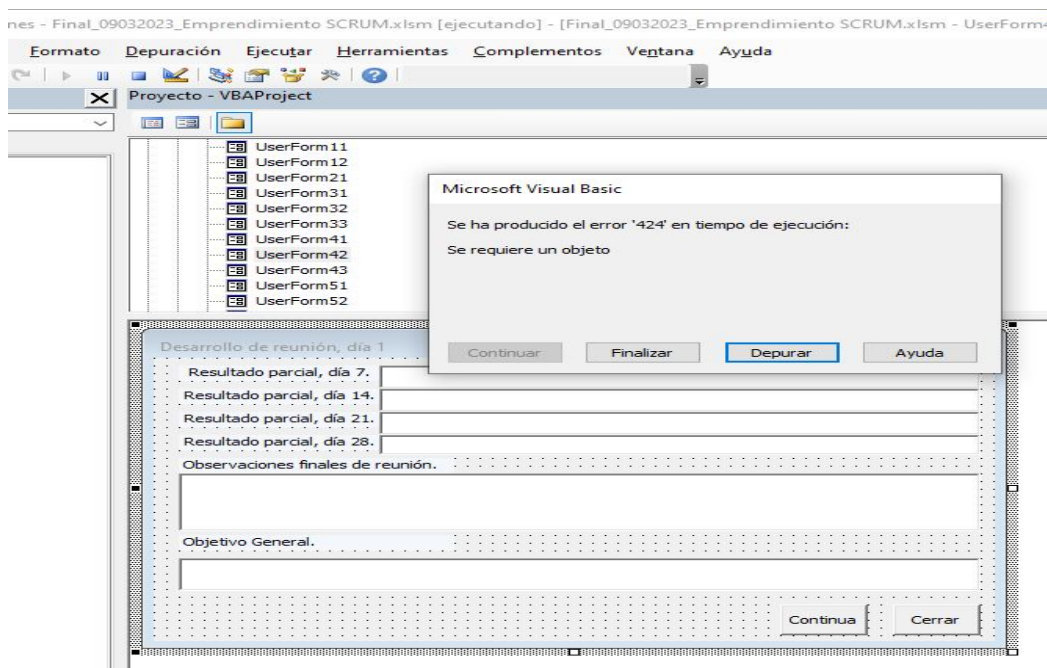 nes - Final_09032023_Emprendimiento SCRUM.xlsm [ejecutando] - [Final_09032023_Emprendimiento SCRUM.xlsm - UserForm4
Formato Depuración Ejecutar Herramientas Complementos Ventana Ayuda
Proyecto - VBAProject
UserForm11
UserForm12
UserForm21
UserForm31
UserForm32
UserForm33
UserForm41
UserForm42
UserForm43
UserForm51
UserForm52
Microsoft Visual Basic
Se ha producido el error '424' en tiempo de ejecución:
Se requiere un objeto
Continuar Finalizar Depurar Ayuda
Desarrollo de reunión, día 1
Resultado parcial, día 7.
Resultado parcial, día 14.
Resultado parcial, día 21.
Resultado parcial, día 28.
Observaciones finales de reunión.
Objetivo General.
Continua Cerrar